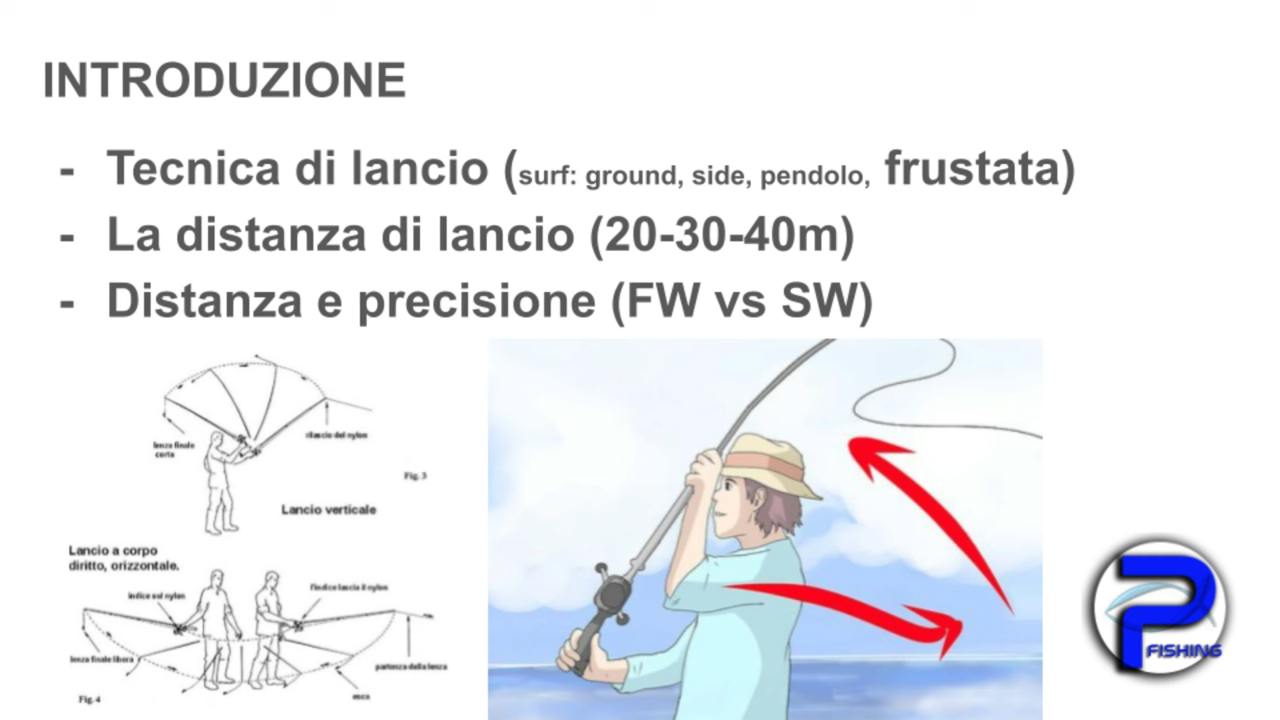 INTRODUZIONE
- Tecnica di lancio (surf: ground, side, pendolo, frustata)
- La distanza di lancio (20-30-40m)
- Distanza e precisione (FW vs SW)
lenza finale
corta
rilascio del nylon
Fig. 3
Lancio verticale
Lancio a corpo
diritto, orizzontale.
indice sul nylon
l'indice lascia il nylon
lenza finale libera
partenza della lenza
esca
Fig. 4
P
FISHING